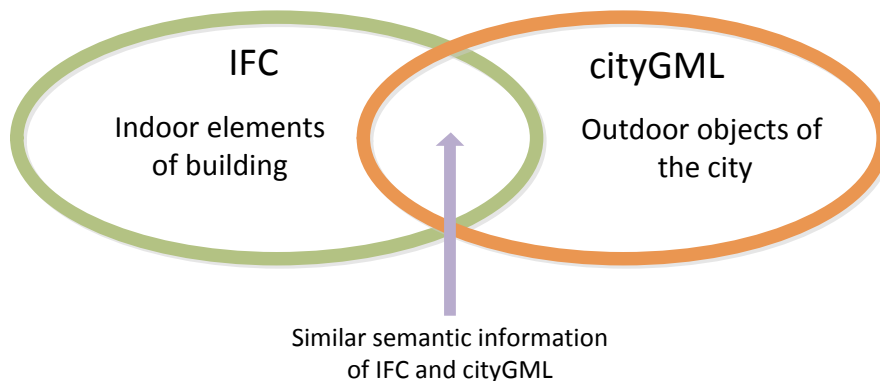 IFC
Indoor elements
of building
cityGML
Outdoor objects of
the city
Similar semantic information
of IFC and cityGML